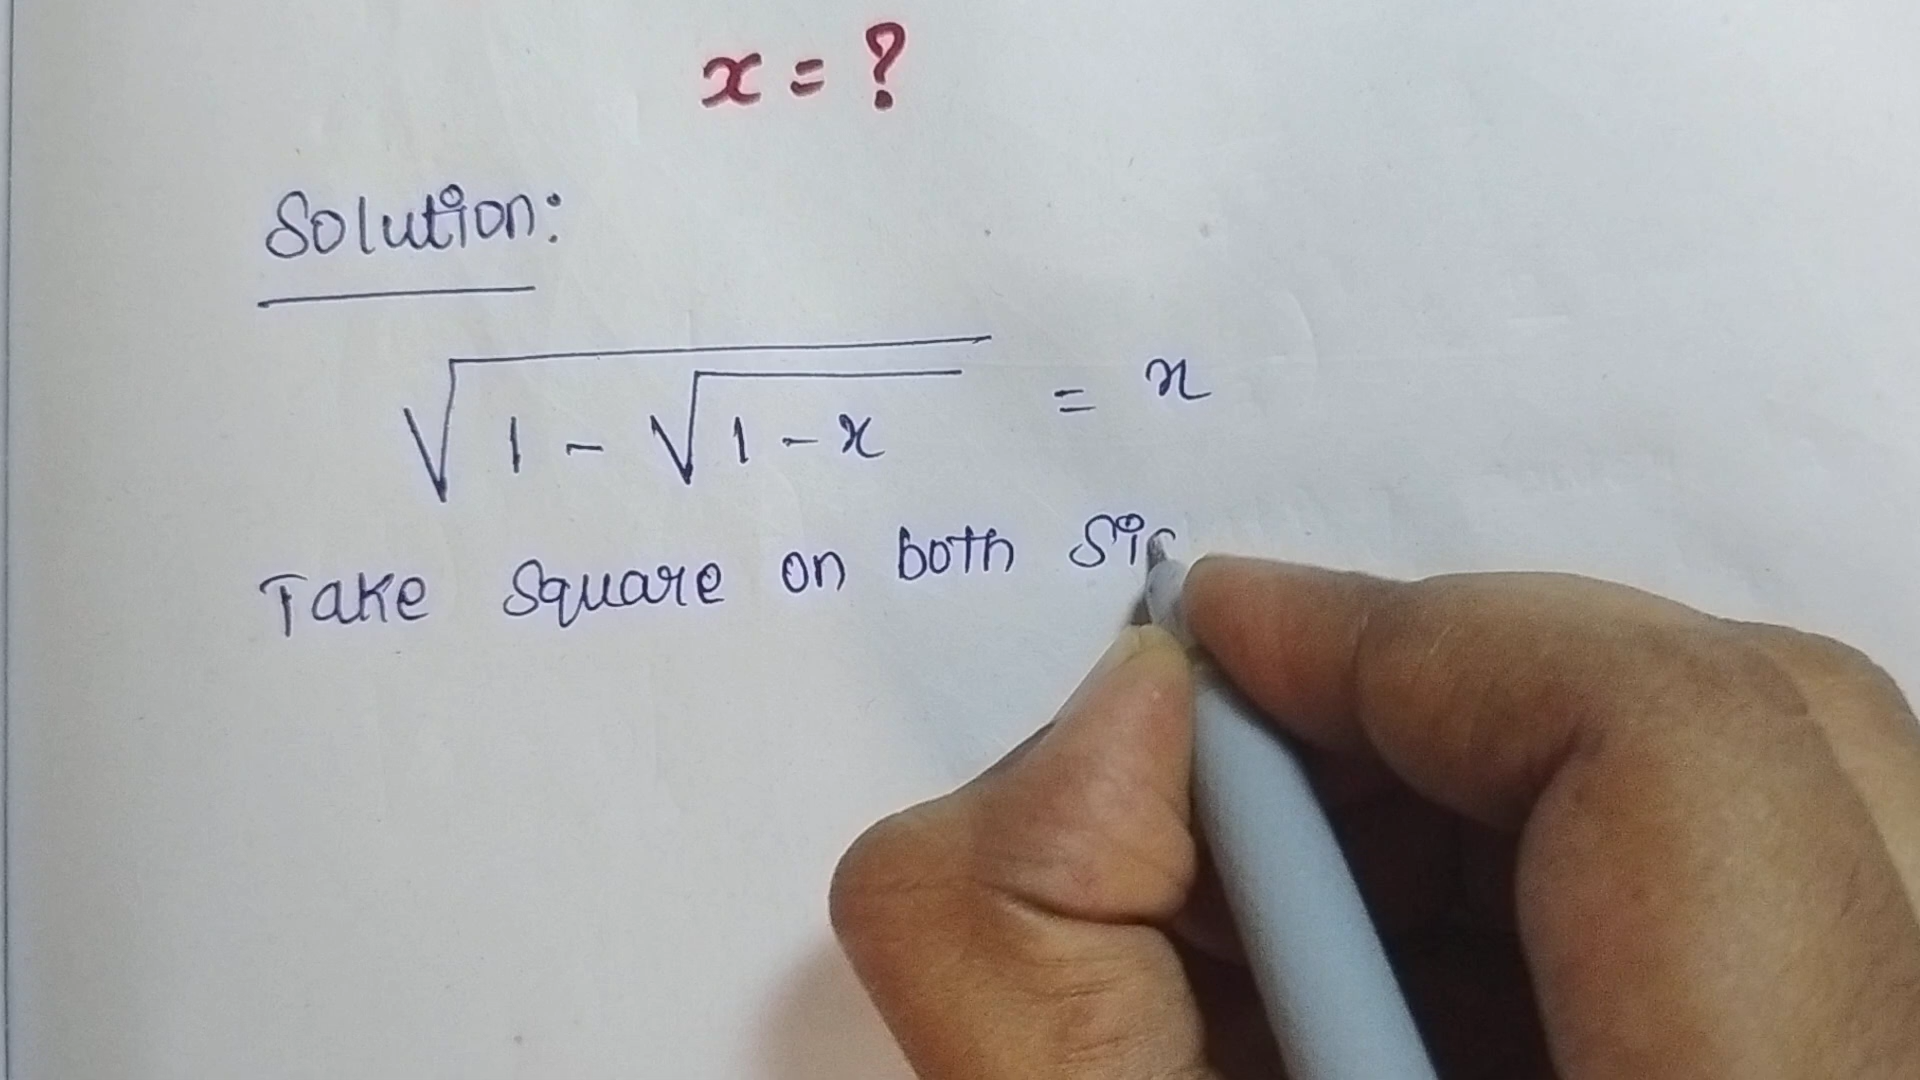 x = ?
Solution:
√(1 - √(1 - x)) = x
Take Square on both